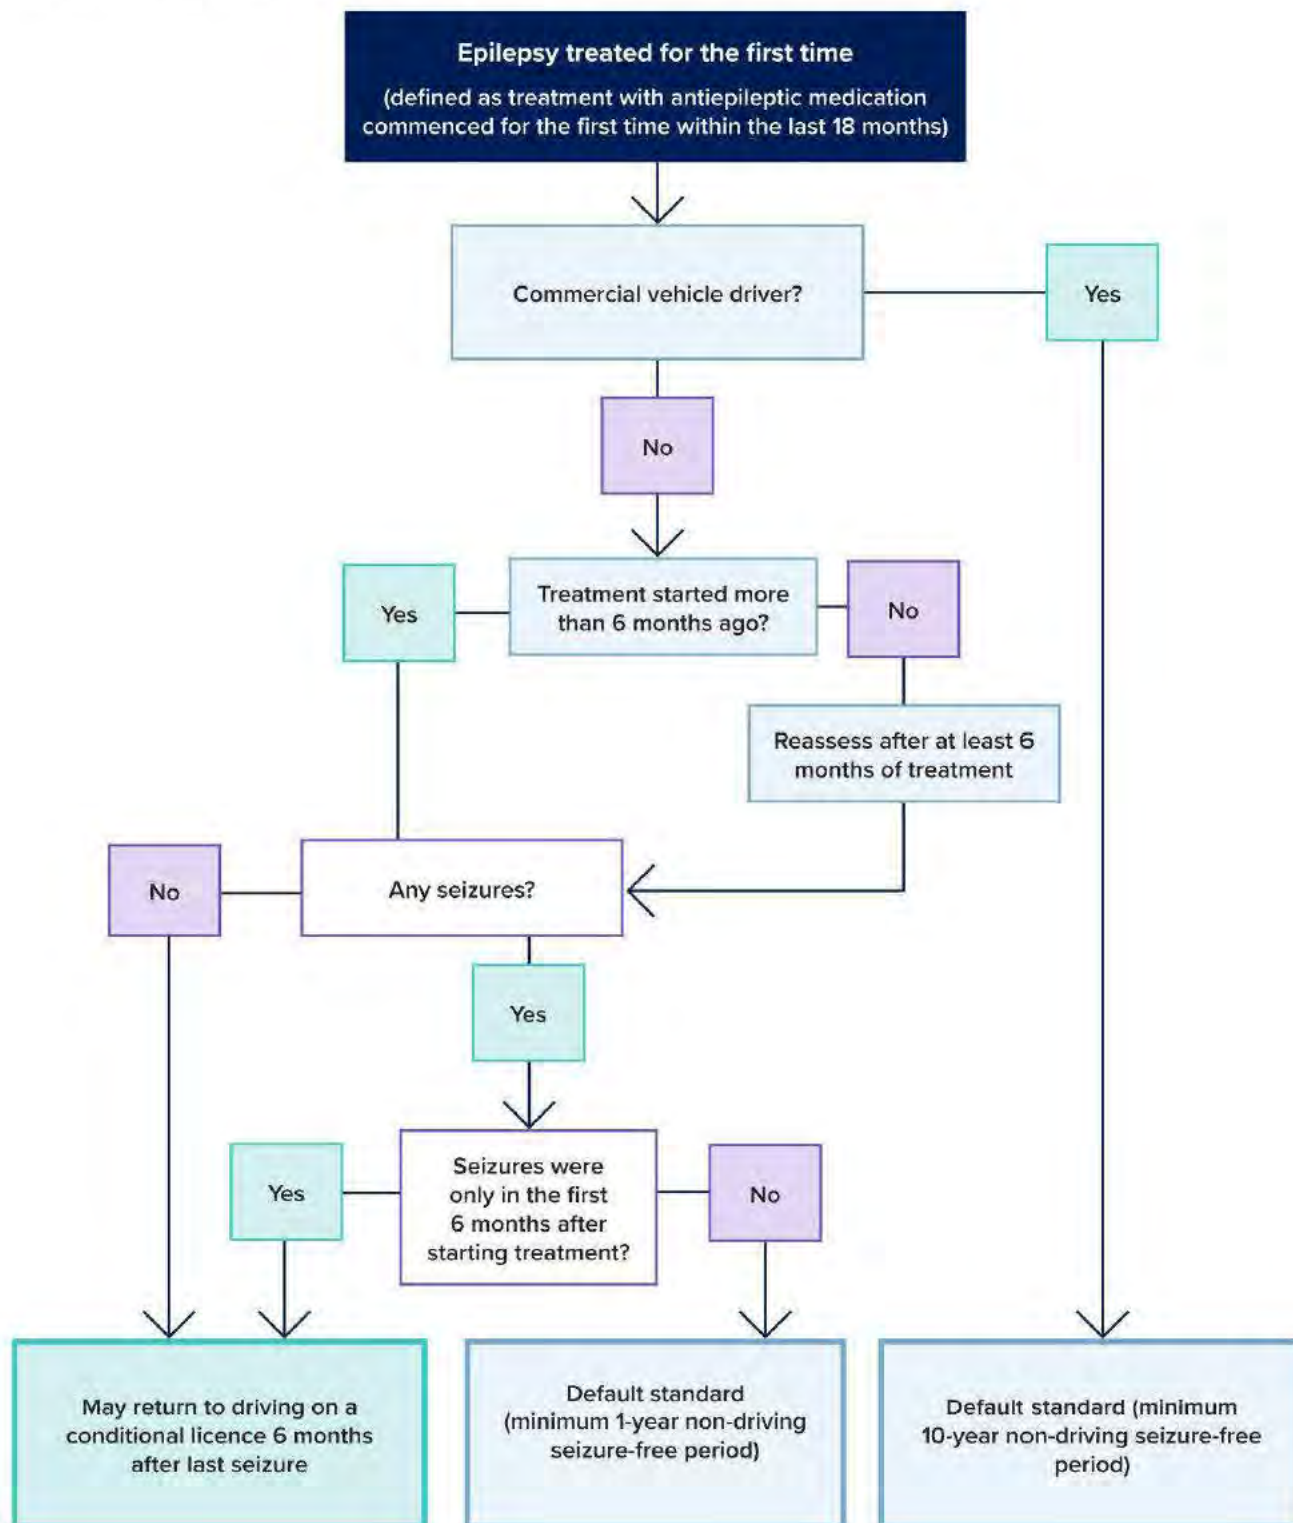 Epilepsy treated for the first time
(defined as treatment with antiepileptic medication
commenced for the first time within the last 18 months)
Commercial vehicle driver?
Yes
No
Yes
Treatment started more
than 6 months ago?
No
Reassess after at least 6
months of treatment
No
Any seizures?
Yes
Yes
Seizures were
only in the first
6 months after
starting treatment?
No
May return to driving on a
conditional licence 6 months
after last seizure
Default standard
(minimum 1-year non-driving
seizure-free period)
Default standard (minimum
10-year non-driving seizure-free
period)